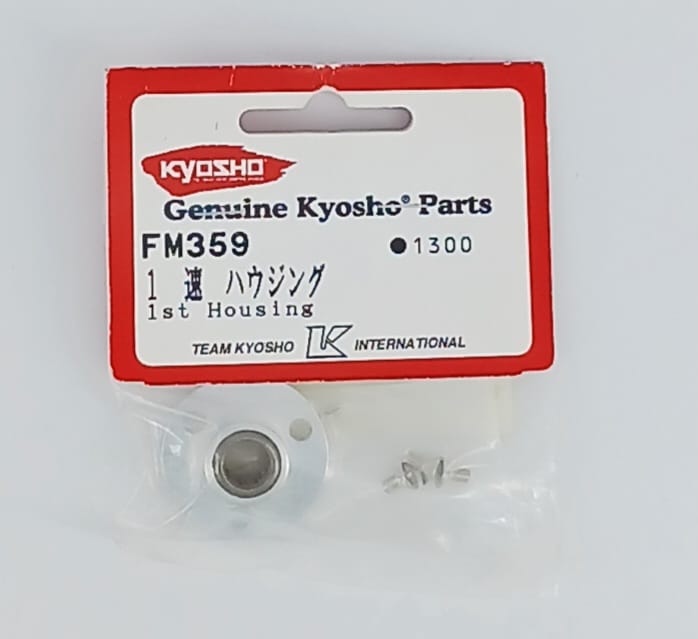 KYOSHO
Genuine Kyosho® Parts
FM359 ●1300
1 速 ハウジング
1st Housing
TEAM KYOSHO K INTERNATIONAL